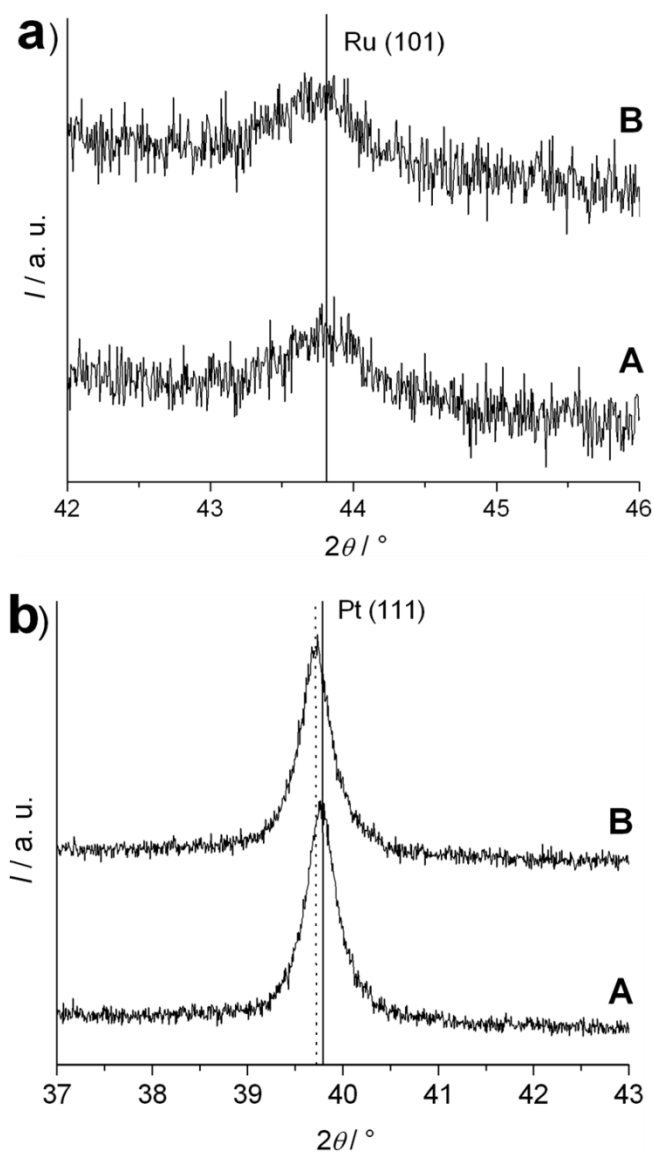 a)
Ru (101)
B
A
I / a. u.
42 43 44 45 46
2θ / °
b)
Pt (111)
B
A
I / a. u.
37 38 39 40 41 42 43
2θ / °